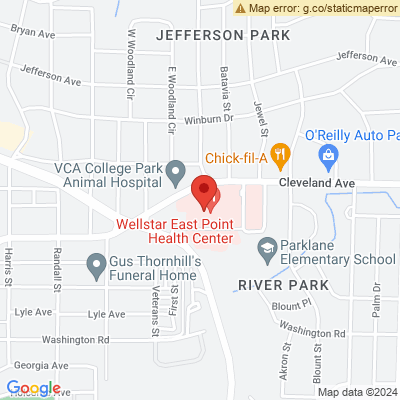 Map error: g.co/staticmaperror
JEFFERSON PARK
Bryan Ave
W Woodland Cir
E Woodland Cir
Batavia St
Jefferson Ave
Jefferson Ave
Jewel St
Winburn Dr
O'Reilly Auto Pa
Chick-fil-A
VCA College Park
Animal Hospital
Cleveland Ave
Wellstar East Point
Health Center
Parklane
Elementary School
Gus Thornhill's
Funeral Home
Harris St
Randall St
Veterans St
First St
RIVER PARK
Palm Dr
Blount Pl
Lyle Ave
Lyle Ave
Washington Rd
Washington Rd
Akron St
Blount St
Georgia Ave
Google
Map data ©2024